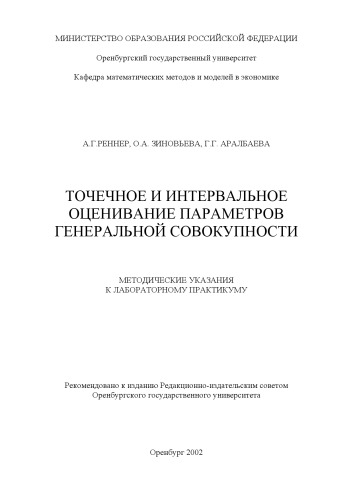 МИНИСТЕРСТВО ОБРАЗОВАНИЯ РОССИЙСКОЙ ФЕДЕРАЦИИ
Оренбургский государственный университет
Кафедра математических методов и моделей в экономике
А.Г.РЕННЕР, О.А. ЗИНОВЬЕВА, Г.Г. АРАЛБАЕВА
ТОЧЕЧНОЕ И ИНТЕРВАЛЬНОЕ
ОЦЕНИВАНИЕ ПАРАМЕТРОВ
ГЕНЕРАЛЬНОЙ СОВОКУПНОСТИ
МЕТОДИЧЕСКИЕ УКАЗАНИЯ
К ЛАБОРАТОРНОМУ ПРАКТИКУМУ
Рекомендовано к изданию Редакционно-издательским советом
Оренбургского государственного университета
Оренбург 2002